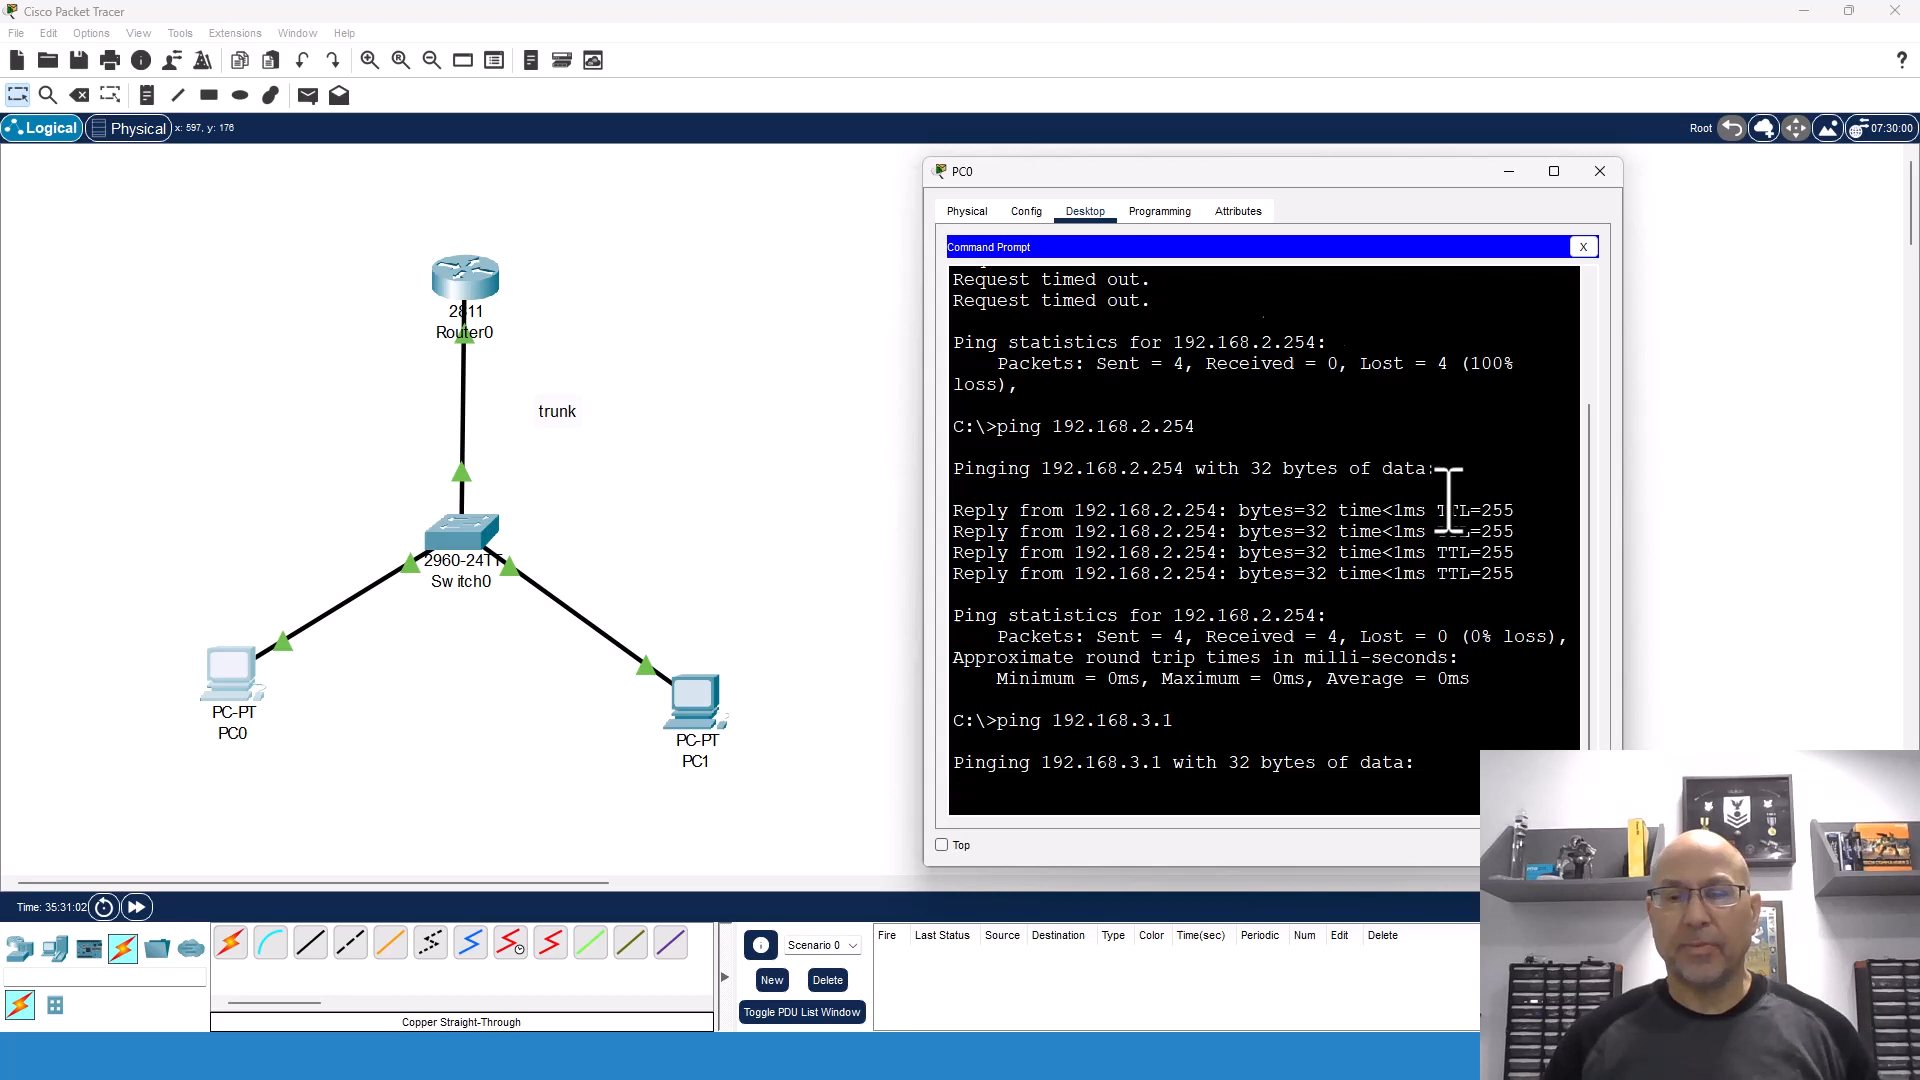 Cisco Packet Tracer
File Edit Options View Tools Extensions Window Help
?
Logical Physical x: 597, y: 176
Root 07:30:00
2811
Router0
trunk
2960-24TT
Switch0
PC-PT
PC0
PC-PT
PC1
PC0
Physical Config Desktop Programming Attributes
Command Prompt X
Request timed out.
Request timed out.
Ping statistics for 192.168.2.254:
Packets: Sent = 4, Received = 0, Lost = 4 (100%
loss),
C:\>ping 192.168.2.254
Pinging 192.168.2.254 with 32 bytes of data:
Reply from 192.168.2.254: bytes=32 time<1ms TTL=255
Reply from 192.168.2.254: bytes=32 time<1ms TTL=255
Reply from 192.168.2.254: bytes=32 time<1ms TTL=255
Reply from 192.168.2.254: bytes=32 time<1ms TTL=255
Ping statistics for 192.168.2.254:
Packets: Sent = 4, Received = 4, Lost = 0 (0% loss),
Approximate round trip times in milli-seconds:
Minimum = 0ms, Maximum = 0ms, Average = 0ms
C:\>ping 192.168.3.1
Pinging 192.168.3.1 with 32 bytes of data:
Top
Time: 35:31:02
Scenario 0
New Delete
Toggle PDU List Window
Fire Last Status Source Destination Type Color Time(sec) Periodic Num Edit Delete
Copper Straight-Through